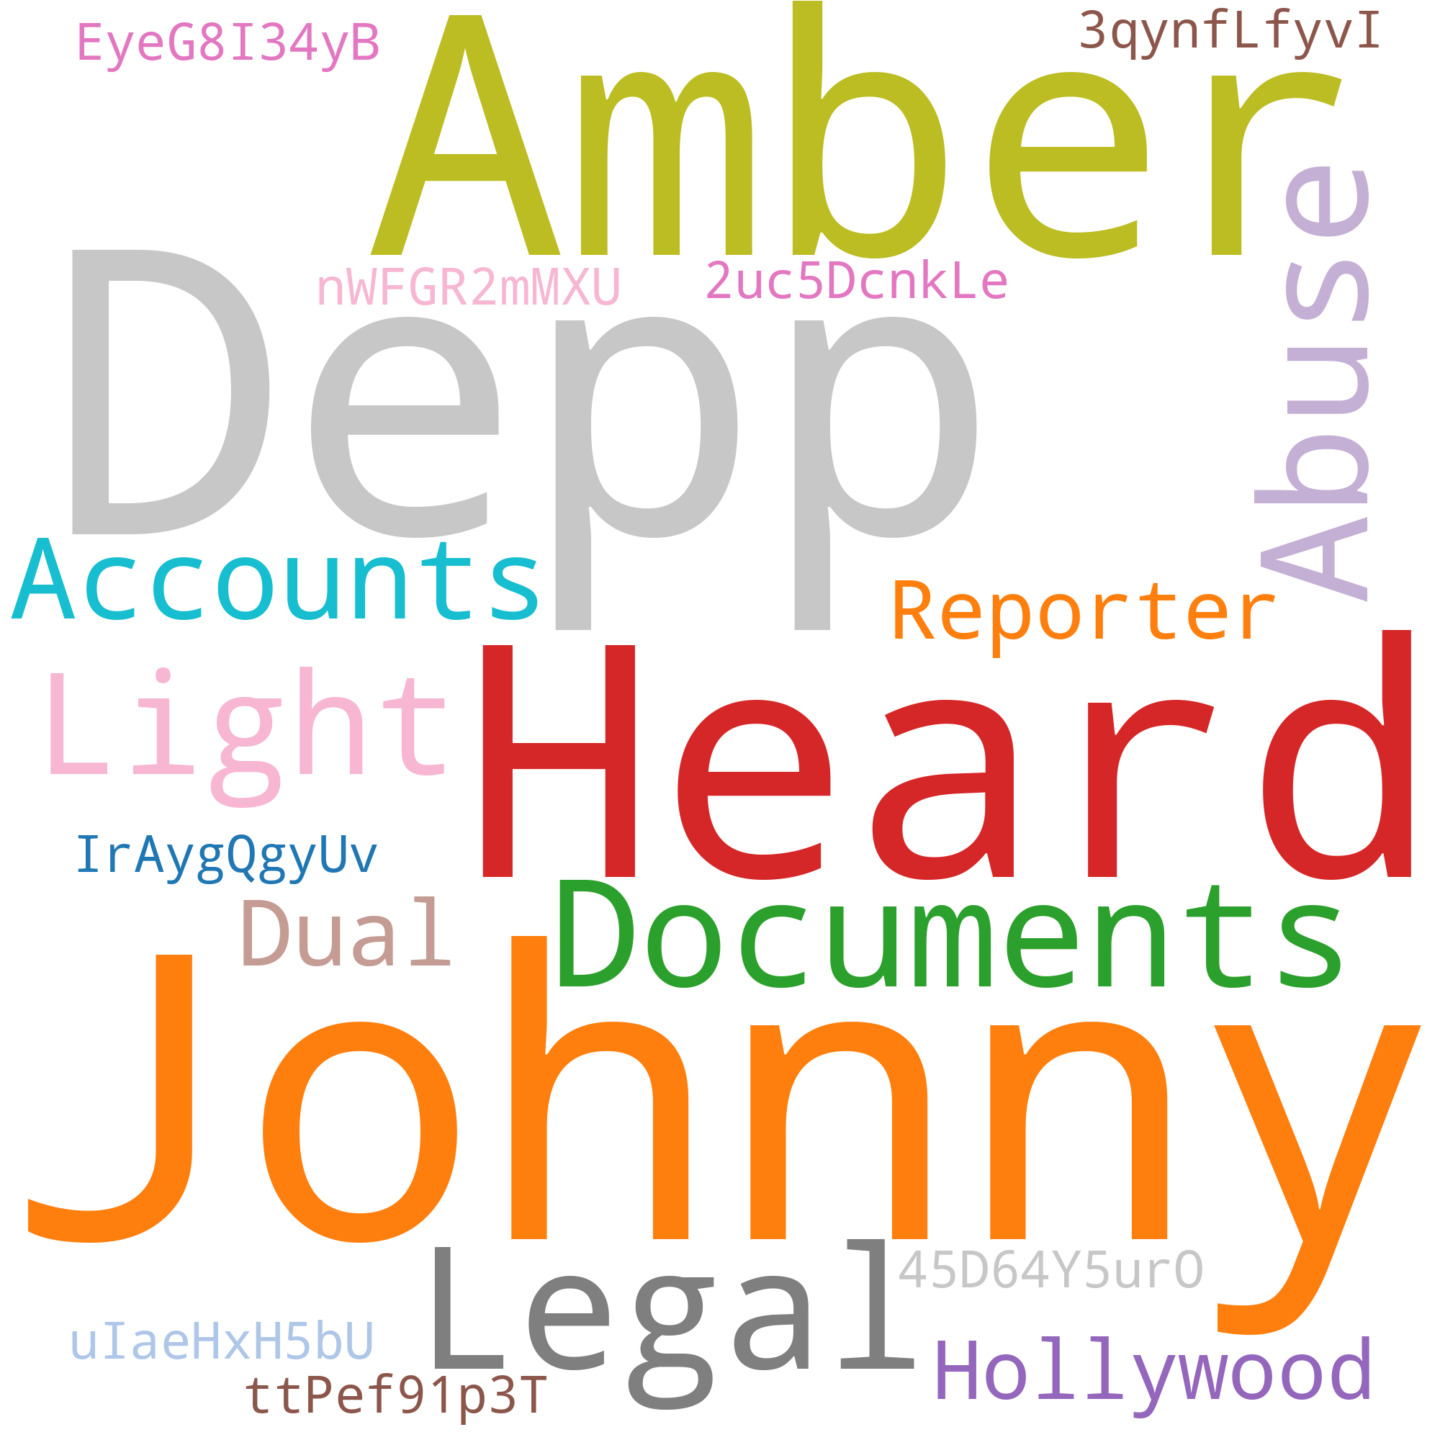 EyeG8I34yB
Amber
3qynfLfyvI
Abuse
nWFGR2mMXU
2uc5DcnkLe
Depp
Accounts
Reporter
Light
Heard
IrAygQgyUv
Dual
Documents
Johnny
Legal
45D64Y5urO
uIaeHxH5bU
Hollywood
ttPef91p3T